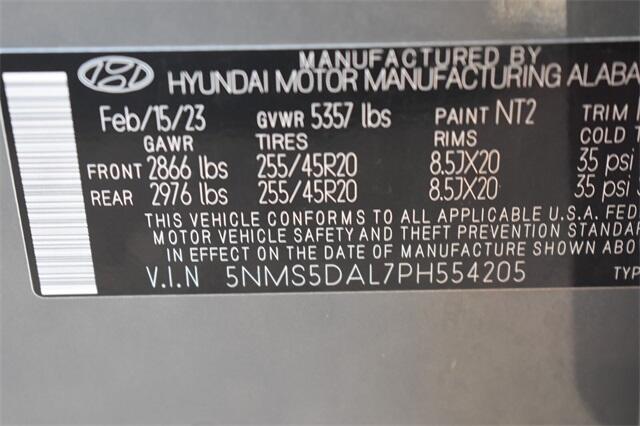 MANUFACTURED BY
HYUNDAI MOTOR MANUFACTURING ALABA
Feb/15/23 GVWR 5357 lbs PAINT NT2 TRIM
GAWR TIRES RIMS COLD
FRONT 2866 lbs 255/45R20 8.5JX20 35 psi
REAR 2976 lbs 255/45R20 8.5JX20 35 psi
THIS VEHICLE CONFORMS TO ALL APPLICABLE U.S.A. FED
MOTOR VEHICLE SAFETY AND THEFT PREVENTION STANDAR
IN EFFECT ON THE DATE OF MANUFACTURE SHOWN ABO
V.I.N 5NMS5DAL7PH554205 TYP